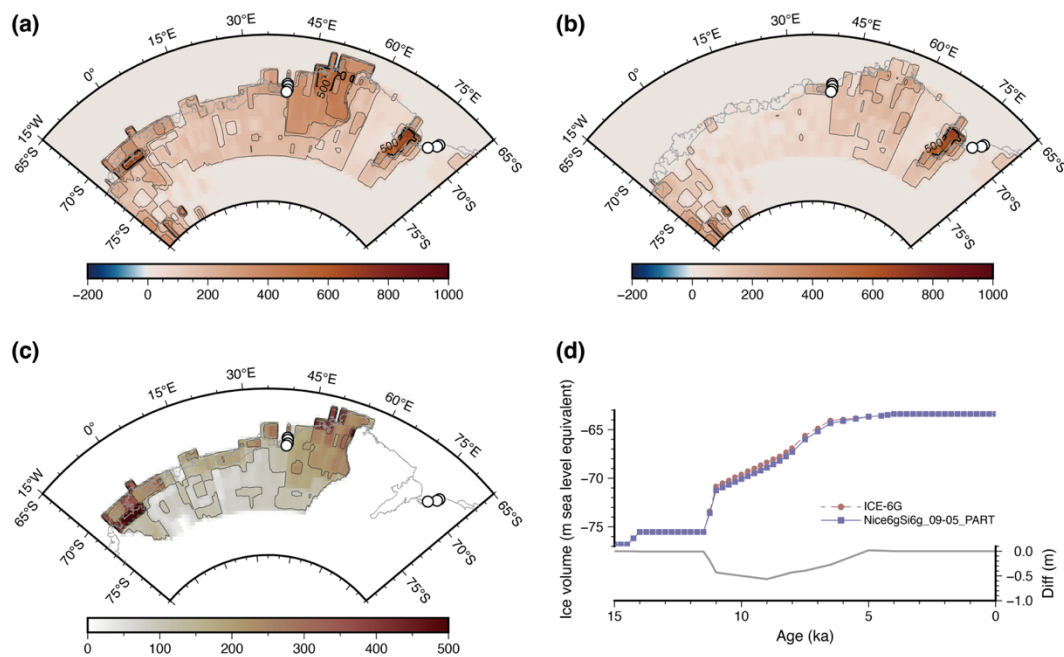 (a)
15°W
0°
15°E
30°E
45°E
60°E
75°E
65°S
70°S
75°S
65°S
70°S
75°S
500
500
−200 0 200 400 600 800 1000
(b)
15°W
0°
15°E
30°E
45°E
60°E
75°E
65°S
70°S
75°S
65°S
70°S
75°S
500
−200 0 200 400 600 800 1000
(c)
15°W
0°
15°E
30°E
45°E
60°E
75°E
65°S
70°S
75°S
65°S
70°S
75°S
0 100 200 300 400 500
(d)
Ice volume (m sea level equivalent)
−65
−70
−75
ICE-6G
Nice6gSi6g_09-05_PART
0.0
−0.5
−1.0
Diff (m)
15 10 5 0
Age (ka)